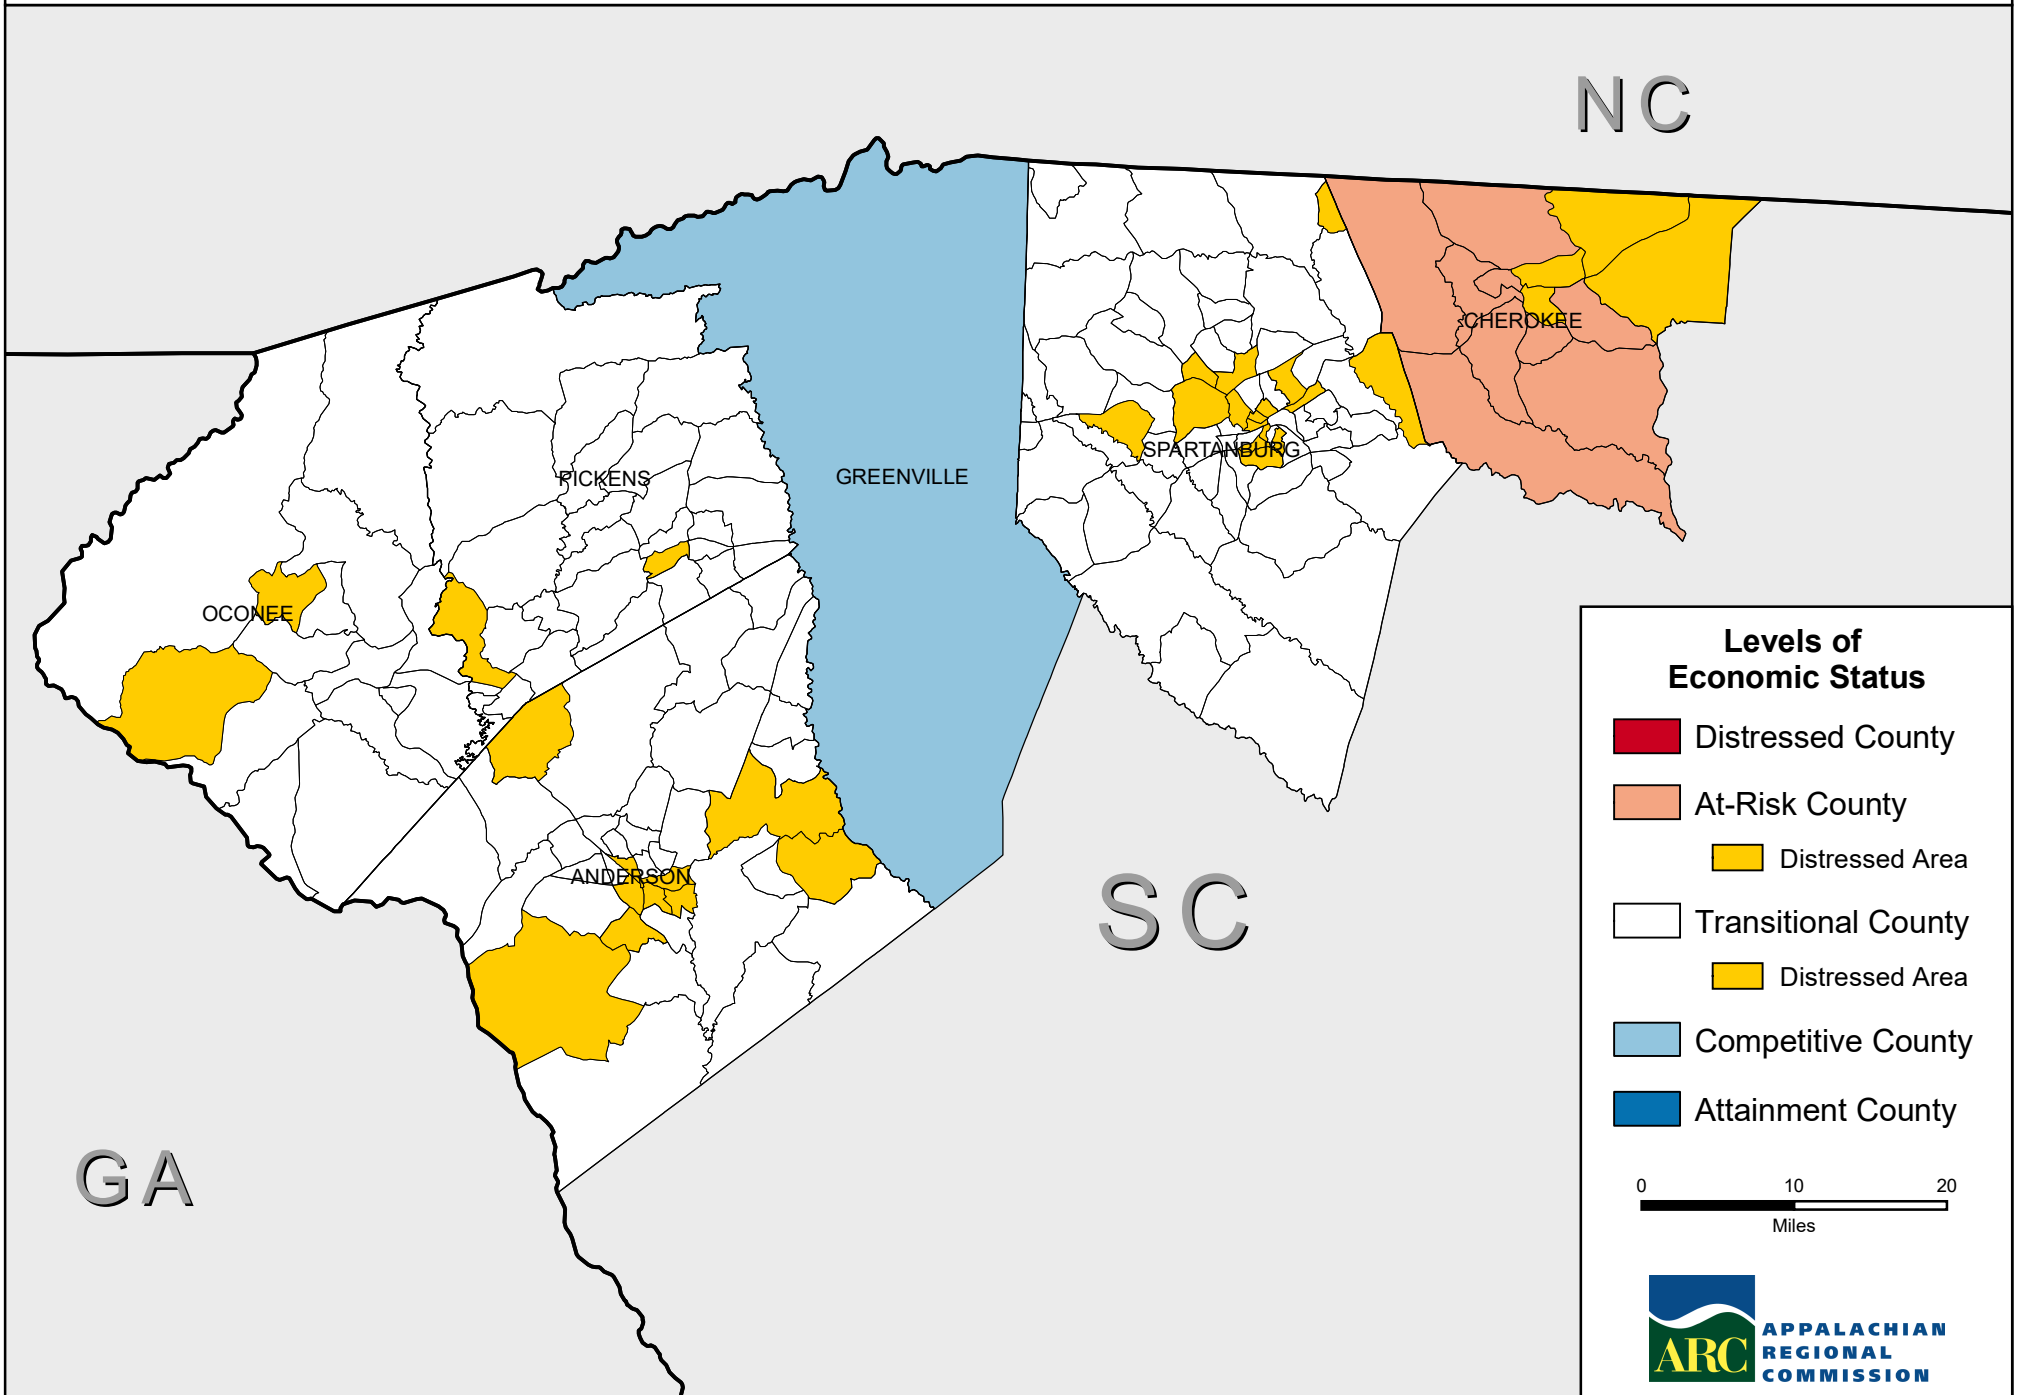 NC
CHEROKEE
SPARTANBURG
GREENVILLE
PICKENS
OCONEE
ANDERSON
SC
GA
Levels of
Economic Status
Distressed County
At-Risk County
Distressed Area
Transitional County
Distressed Area
Competitive County
Attainment County
0 10 20
Miles
ARC
APPALACHIAN
REGIONAL
COMMISSION